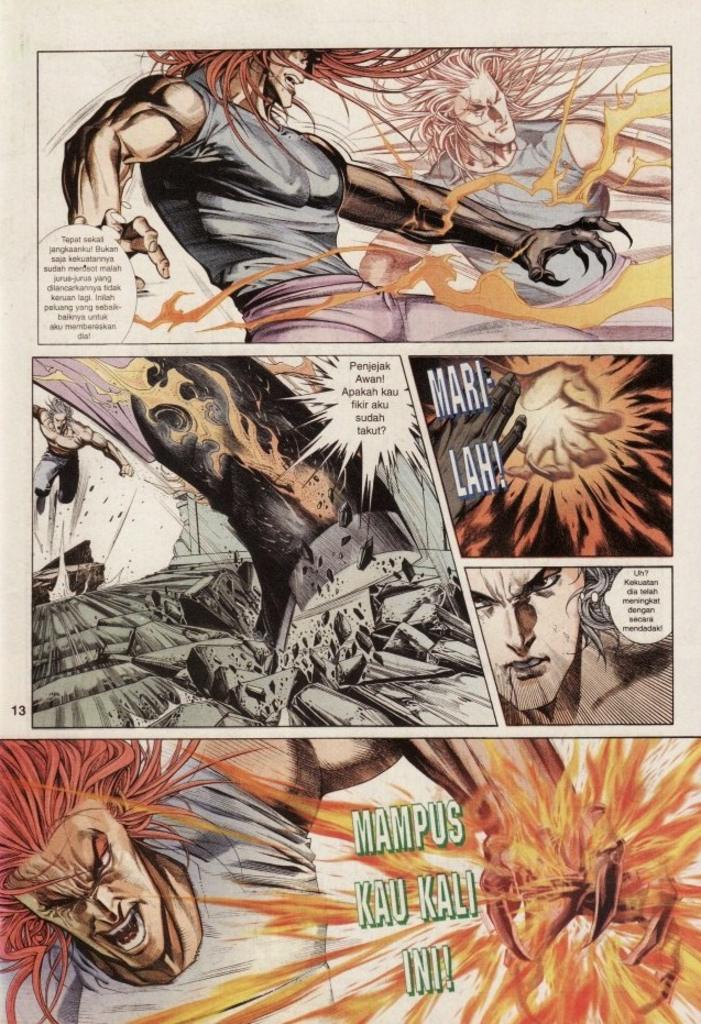 Tepat sekali
jangkaanku! Bukan
saja kekuatannya
sudah merosot malah
jurus-jurus yang
dilancarkannya tidak
keruan lagi. Inilah
peluang yang sebaik-
baiknya untuk
aku membereskan
dia!
Penjejak
Awan!
Apakah kau
fikir aku
sudah
takut?
MARI-
LAH!
Uh?
Kekuatan
dia telah
meningkat
dengan
secara
mendadak!
13
MAMPUS
KAU KALI
INI!